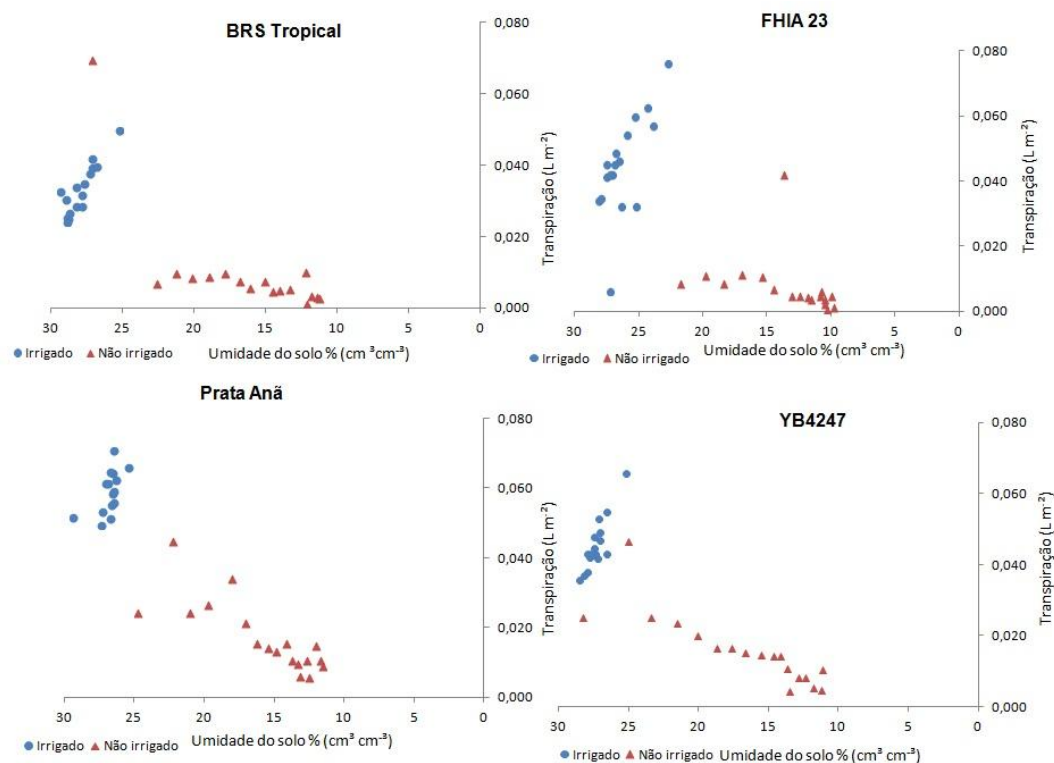 BRS Tropical
0,080
0,060
0,040
0,020
0,000
Transpiração (L m⁻²)
30 25 20 15 10 5 0
Irrigado Não irrigado Umidade do solo % (cm ³cm⁻³)
FHIA 23
0,080
0,060
0,040
0,020
0,000
Transpiração (L m⁻²)
30 25 20 15 10 5 0
Irrigado Não irrigado Umidade do solo % (cm³ cm⁻³)
Prata Anã
0,080
0,060
0,040
0,020
0,000
Transpiração (L m⁻²)
30 25 20 15 10 5 0
Irrigado Não irrigado Umidade do solo % (cm³ cm⁻³)
YB4247
0,080
0,060
0,040
0,020
0,000
Transpiração (L m⁻²)
30 25 20 15 10 5 0
Irrigado Não irrigado Umidade do solo % (cm³ cm⁻³)